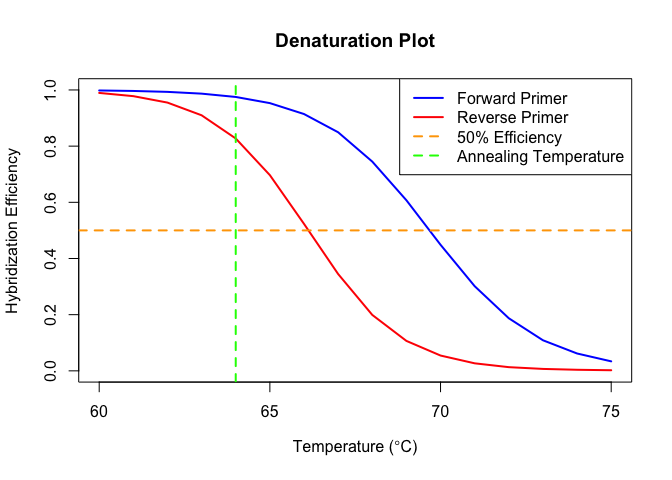 Denaturation Plot
Forward Primer
Reverse Primer
50% Efficiency
Annealing Temperature
Hybridization Efficiency
1.0
0.8
0.6
0.4
0.2
0.0
60 65 70 75
Temperature (°C)